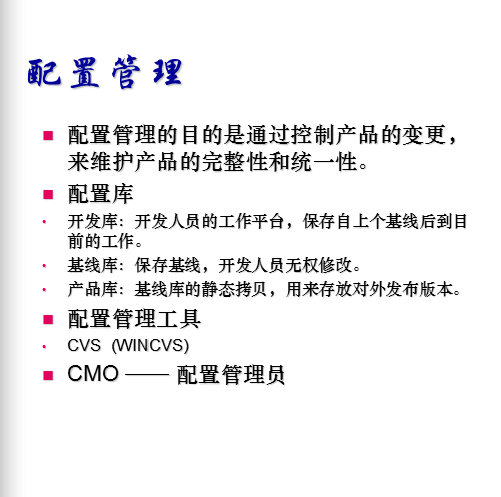 配置管理
配置管理的目的是通过控制产品的变更，
来维护产品的完整性和统一性。
配置库
开发库：开发人员的工作平台，保存自上个基线后到目
前的工作。
基线库：保存基线，开发人员无权修改。
产品库：基线库的静态拷贝，用来存放对外发布版本。
配置管理工具
CVS (WINCVS)
CMO —— 配置管理员